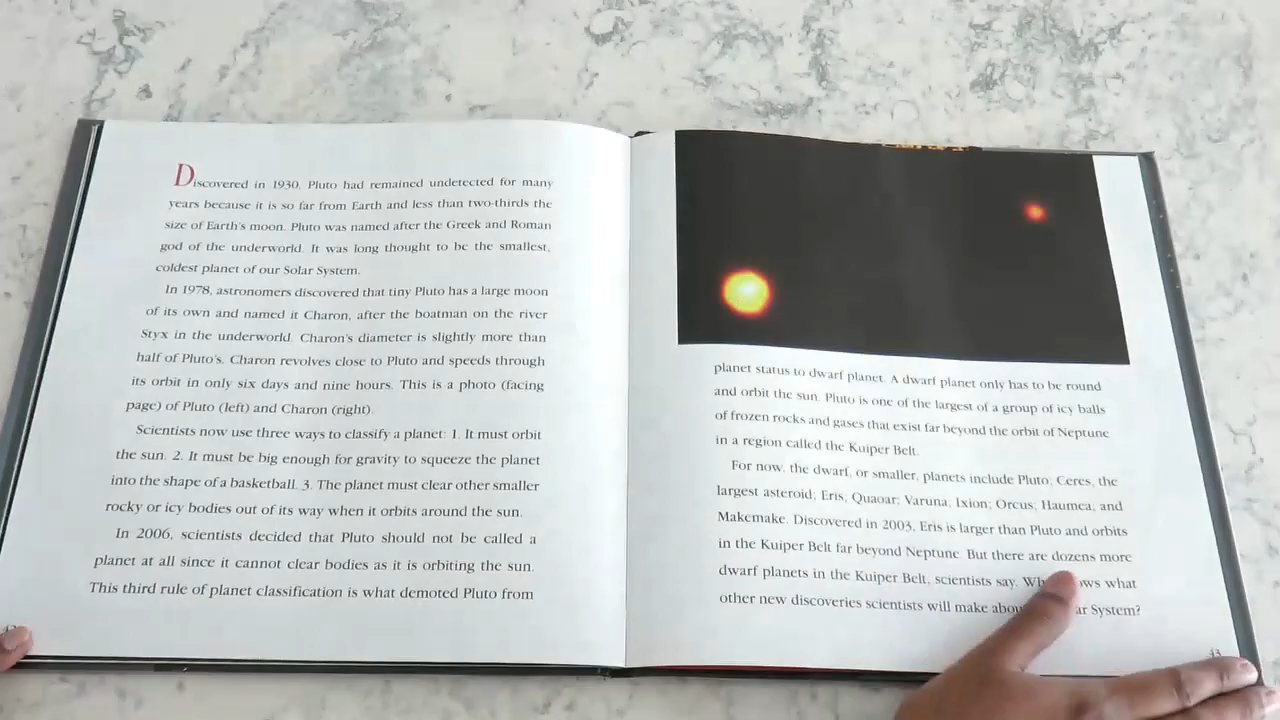 Discovered in 1930, Pluto had remained undetected for many
years because it is so far from Earth and less than two-thirds the
size of Earth's moon. Pluto was named after the Greek and Roman
god of the underworld. It was long thought to be the smallest,
coldest planet of our Solar System.
In 1978, astronomers discovered that tiny Pluto has a large moon
of its own and named it Charon, after the boatman on the river
Styx in the underworld. Charon's diameter is slightly more than
half of Pluto's. Charon revolves close to Pluto and speeds through
its orbit in only six days and nine hours. This is a photo (facing
page) of Pluto (left) and Charon (right).
Scientists now use three ways to classify a planet: 1. It must orbit
the sun. 2. It must be big enough for gravity to squeeze the planet
into the shape of a basketball. 3. The planet must clear other smaller
rocky or icy bodies out of its way when it orbits around the sun.
In 2006, scientists decided that Pluto should not be called a
planet at all since it cannot clear bodies as it is orbiting the sun.
This third rule of planet classification is what demoted Pluto from
planet status to dwarf planet. A dwarf planet only has to be round
and orbit the sun. Pluto is one of the largest of a group of icy balls
of frozen rocks and gases that exist far beyond the orbit of Neptune
in a region called the Kuiper Belt.
For now, the dwarf, or smaller, planets include Pluto; Ceres, the
largest asteroid; Eris; Quaoar; Varuna; Ixion; Orcus; Haumea; and
Makemake. Discovered in 2003, Eris is larger than Pluto and orbits
in the Kuiper Belt far beyond Neptune. But there are dozens more
dwarf planets in the Kuiper Belt, scientists say. what
other new discoveries scientists will make System?
43